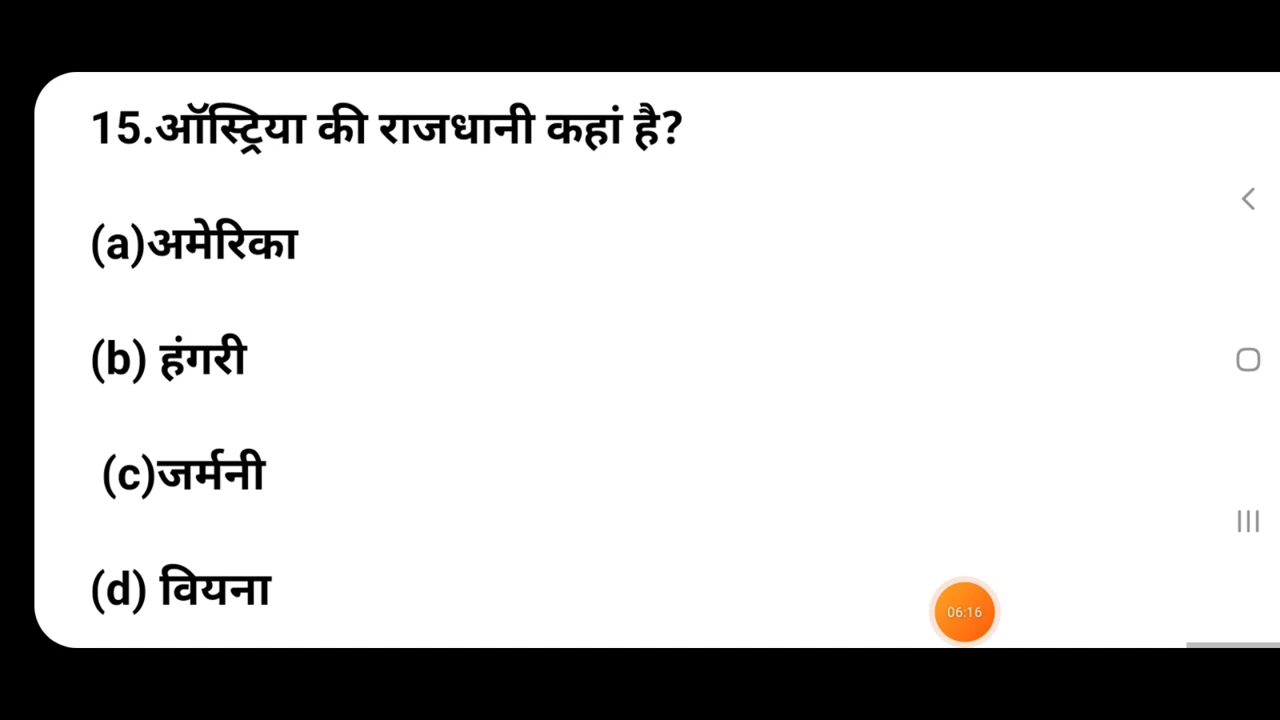 15.ऑस्ट्रिया की राजधानी कहां है?
(a)अमेरिका
(b) हंगरी
(c)जर्मनी
(d) वियना
06:16